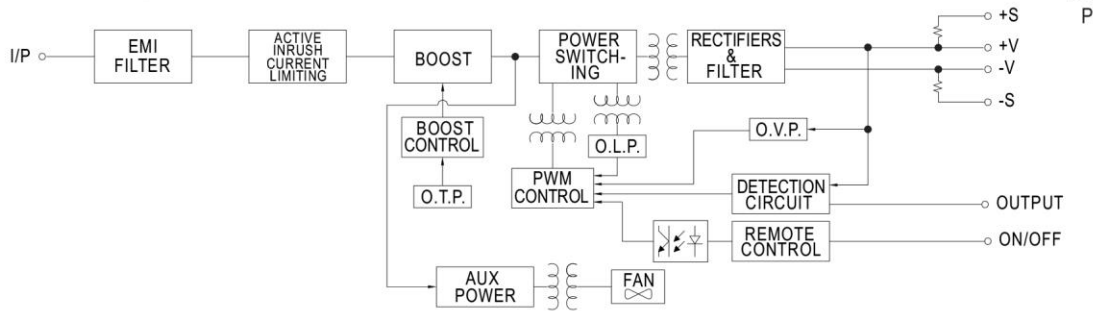 I/P
EMI
FILTER
ACTIVE
INRUSH
CURRENT
LIMITING
BOOST
POWER
SWITCH-
ING
RECTIFIERS
&
FILTER
+S
P
+V
-V
-S
BOOST
CONTROL
O.L.P.
O.V.P.
O.T.P.
PWM
CONTROL
DETECTION
CIRCUIT
OUTPUT
REMOTE
CONTROL
ON/OFF
AUX
POWER
FAN